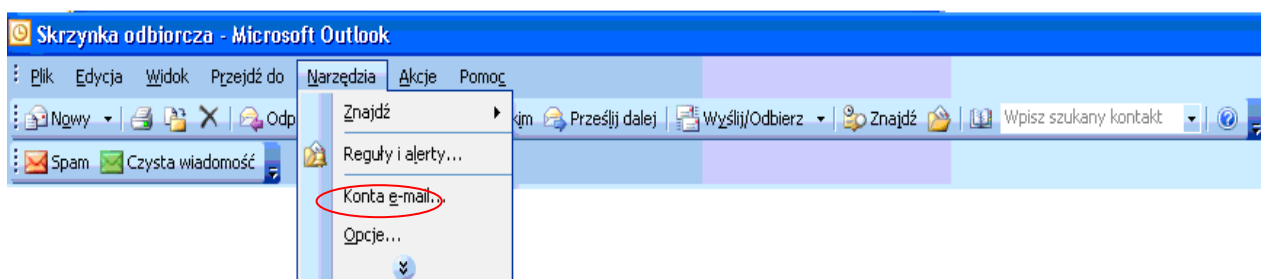 Skrzynka odbiorcza - Microsoft Outlook
Plik Edycja Widok Przejdź do Narzędzia Akcje Pomoc
Nowy Odp kim Prześlij dalej Wyślij/Odbierz Znajdź Wpisz szukany kontakt
Spam Czysta wiadomość
Znajdź
Reguły i alerty...
Konta e-mail...
Opcje...